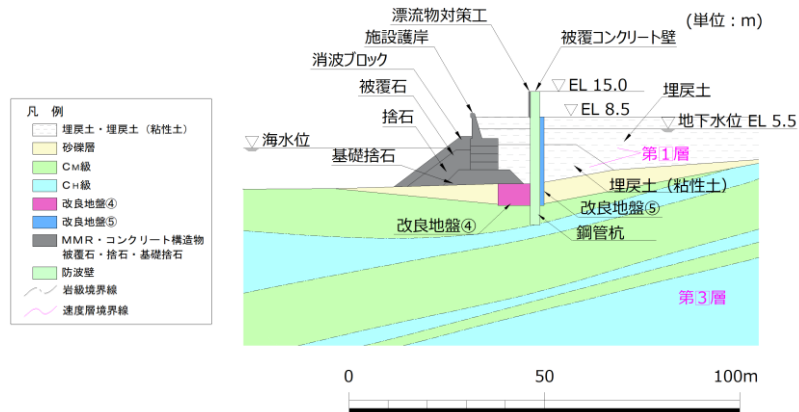 漂流物対策工
(単位：m)
施設護岸
被覆コンクリート壁
消波ブロック
被覆石
EL 15.0
埋戻土
捨石
EL 8.5
地下水位 EL 5.5
海水位
基礎捨石
第1層
埋戻土（粘性土）
改良地盤④
改良地盤⑤
鋼管杭
第3層
凡 例
埋戻土・埋戻土（粘性土）
砂礫層
CM級
CH級
改良地盤④
改良地盤⑤
MMR・コンクリート構造物
被覆石・捨石・基礎捨石
防波壁
岩級境界線
速度層境界線
0 50 100m